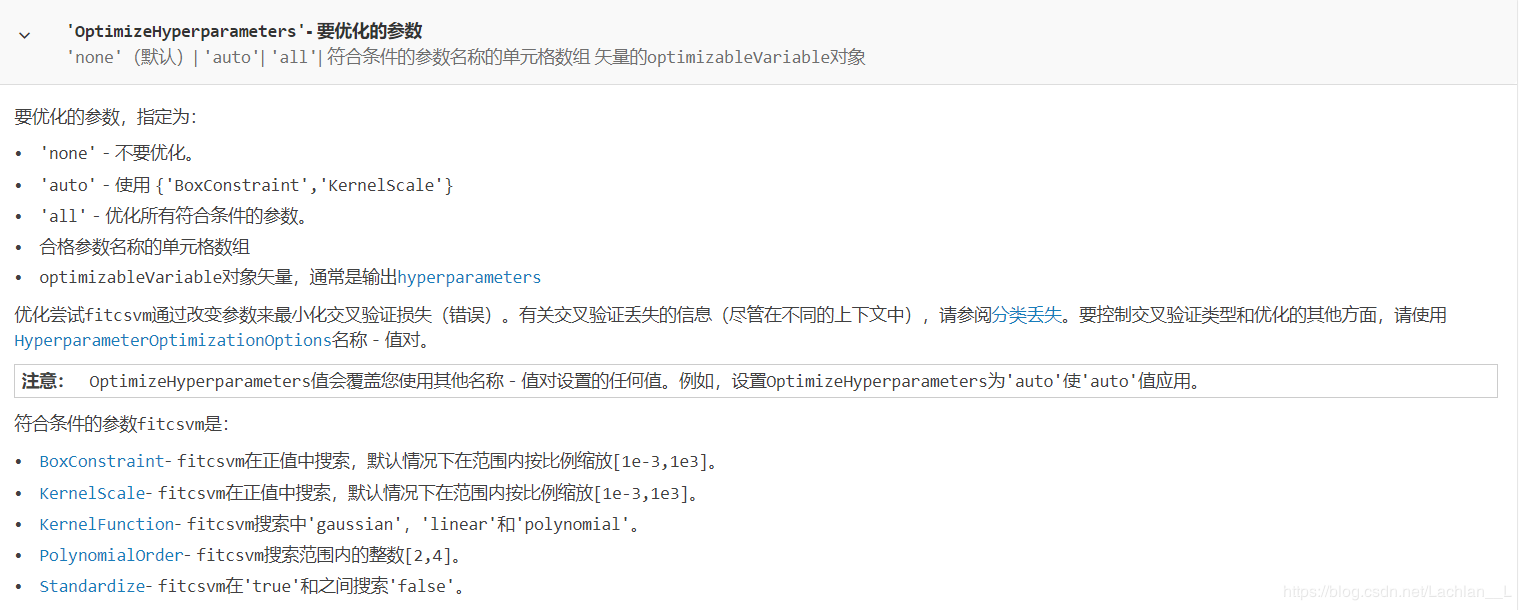 'OptimizeHyperparameters'- 要优化的参数
'none'（默认）| 'auto'| 'all'| 符合条件的参数名称的单元格数组 矢量的optimizableVariable对象
要优化的参数，指定为：
• 'none' - 不要优化。
• 'auto' - 使用 {'BoxConstraint','KernelScale'}
• 'all' - 优化所有符合条件的参数。
• 合格参数名称的单元格数组
• optimizableVariable对象矢量，通常是输出hyperparameters
优化尝试fitcsvm通过改变参数来最小化交叉验证损失（错误）。有关交叉验证丢失的信息（尽管在不同的上下文中），请参阅分类丢失。要控制交叉验证类型和优化的其他方面，请使用
HyperparameterOptimizationOptions名称 - 值对。
注意： OptimizeHyperparameters值会覆盖您使用其他名称 - 值对设置的任何值。例如，设置OptimizeHyperparameters为'auto'使'auto'值应用。
符合条件的参数fitcsvm是：
• BoxConstraint- fitcsvm在正值中搜索，默认情况下在范围内按比例缩放[1e-3,1e3]。
• KernelScale- fitcsvm在正值中搜索，默认情况下在范围内按比例缩放[1e-3,1e3]。
• KernelFunction- fitcsvm搜索中'gaussian'，'linear'和'polynomial'。
• PolynomialOrder- fitcsvm搜索范围内的整数[2,4]。
• Standardize- fitcsvm在'true'和之间搜索'false'。
https://blog.csdn.net/Lachlan__L